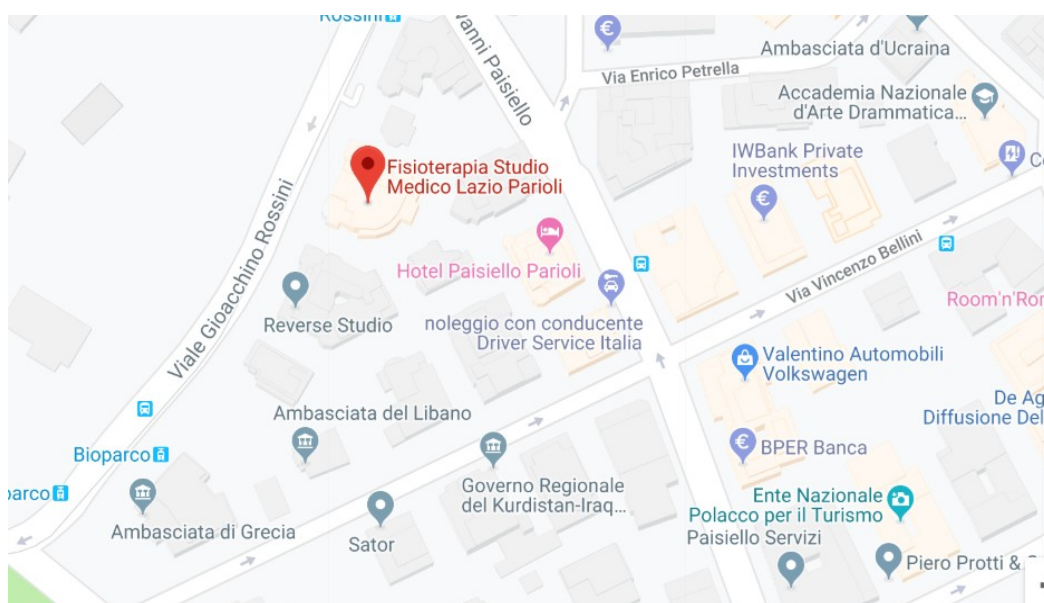 Rossini
vanni Paisiello
€
Via Enrico Petrella
Ambasciata d'Ucraina
Accademia Nazionale
d'Arte Drammatica...
Fisioterapia Studio
Medico Lazio Parioli
IWBank Private
Investments
€
Viale Gioacchino Rossini
Hotel Paisiello Parioli
Via Vincenzo Bellini
Reverse Studio
noleggio con conducente
Driver Service Italia
Room'n'Ro
Valentino Automobili
Volkswagen
De Ag
Diffusione Del
Ambasciata del Libano
Bioparco
€
BPER Banca
parco
Ambasciata di Grecia
Sator
Governo Regionale
del Kurdistan-Iraq...
Ente Nazionale
Polacco per il Turismo
Paisiello Servizi
Piero Protti &